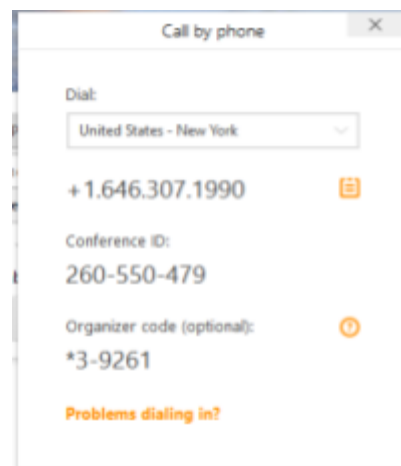 Call by phone
Dial:
United States - New York
+1.646.307.1990
Conference ID:
260-550-479
Organizer code (optional):
*3-9261
Problems dialing in?